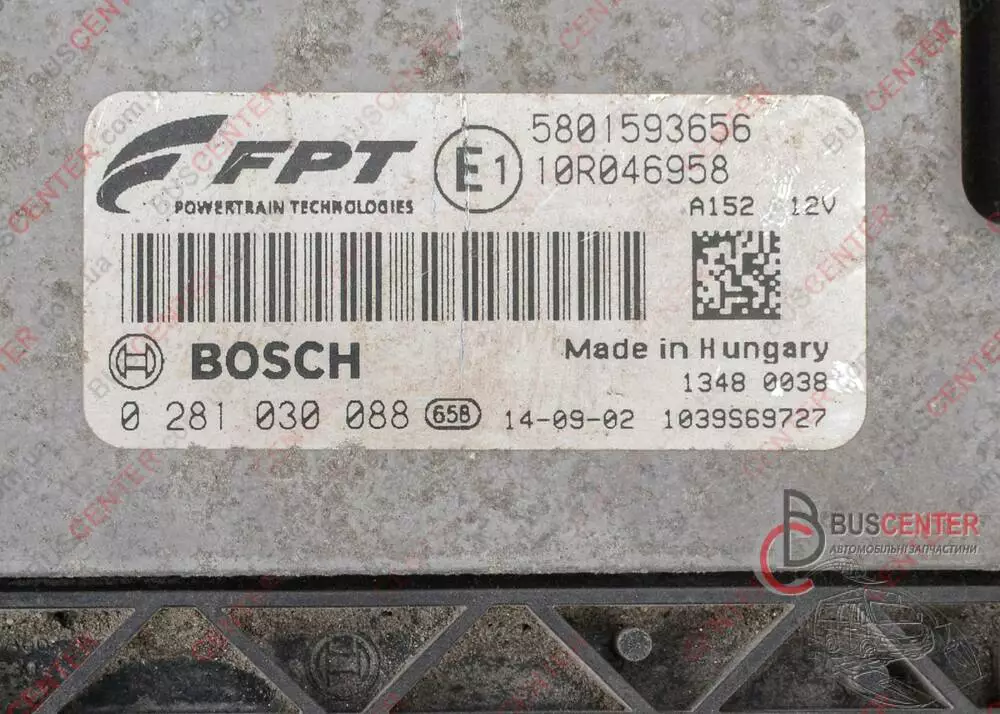 FPT
POWERTRAIN TECHNOLOGIES
E1
5801593656
10R046958
A152 12V
BOSCH
Made in Hungary
1348 0038
0 281 030 088 65B 14-09-02 1039S69727
BUSCENTER
АВТОМОБІЛЬНІ ЗАПЧАСТИНИ